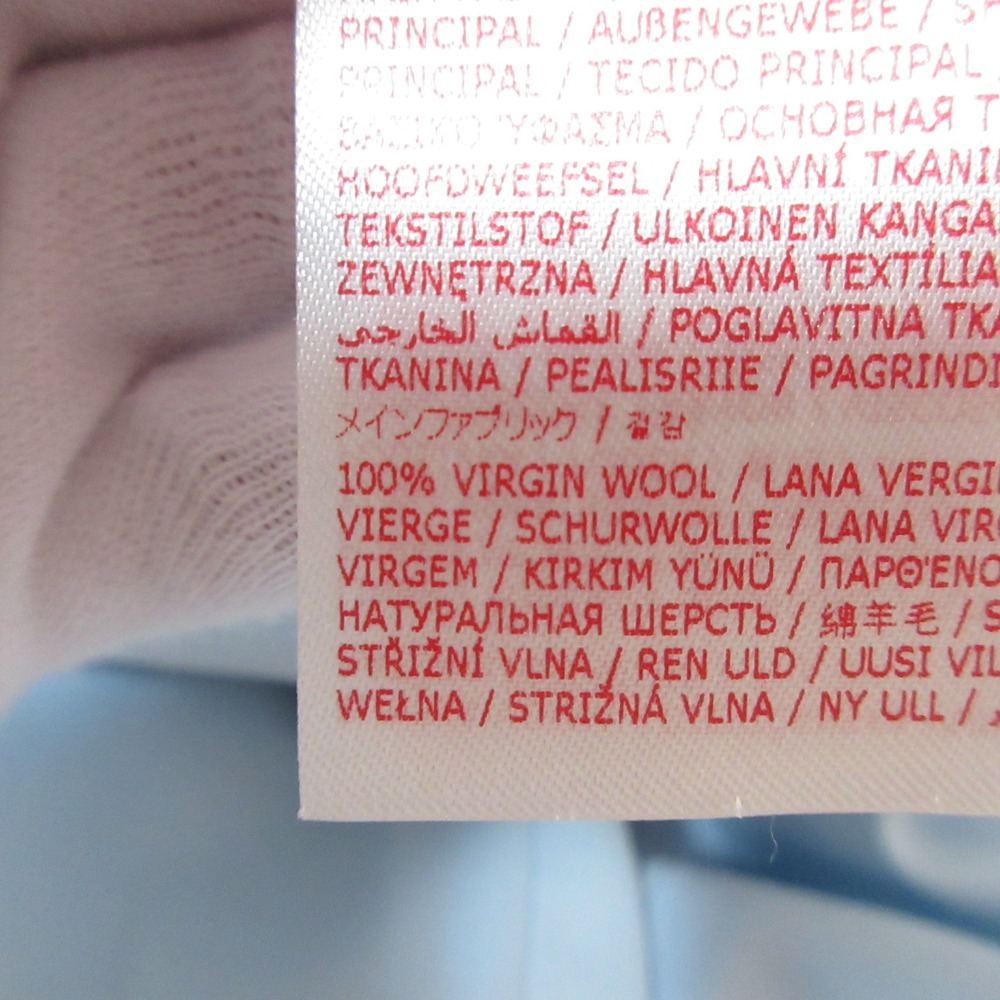 PRINCIPAL / AUßENGEWEBE /
PRINCIPAL / TECIDO PRINCIPAL
ΒΑΣΙΚΟ ΎΦΑΣΜΑ / ОСНОВНАЯ Т
HOOFDWEEFSEL / HLAVNÍ TKANI
TEKSTILSTOF / ULKOINEN KANGA
ZEWNĘTRZNA / HLAVNÁ TEXTÍLIA
القماش الخارجى / POGLAVITNA TKA
TKANINA / PEALISRIIE / PAGRINDI
メインファブリック / 겉감
100% VIRGIN WOOL / LANA VERGI
VIERGE / SCHURWOLLE / LANA VIR
VIRGEM / KIRKIM YÜNÜ / ΠΑΡΘΈΝΟ
НАТУРАЛЬНАЯ ШЕРСТЬ / 綿羊毛 / S
STŘIŽNÍ VLNA / REN ULD / UUSI VIL
WEŁNA / STRIŽNÁ VLNA / NY ULL /